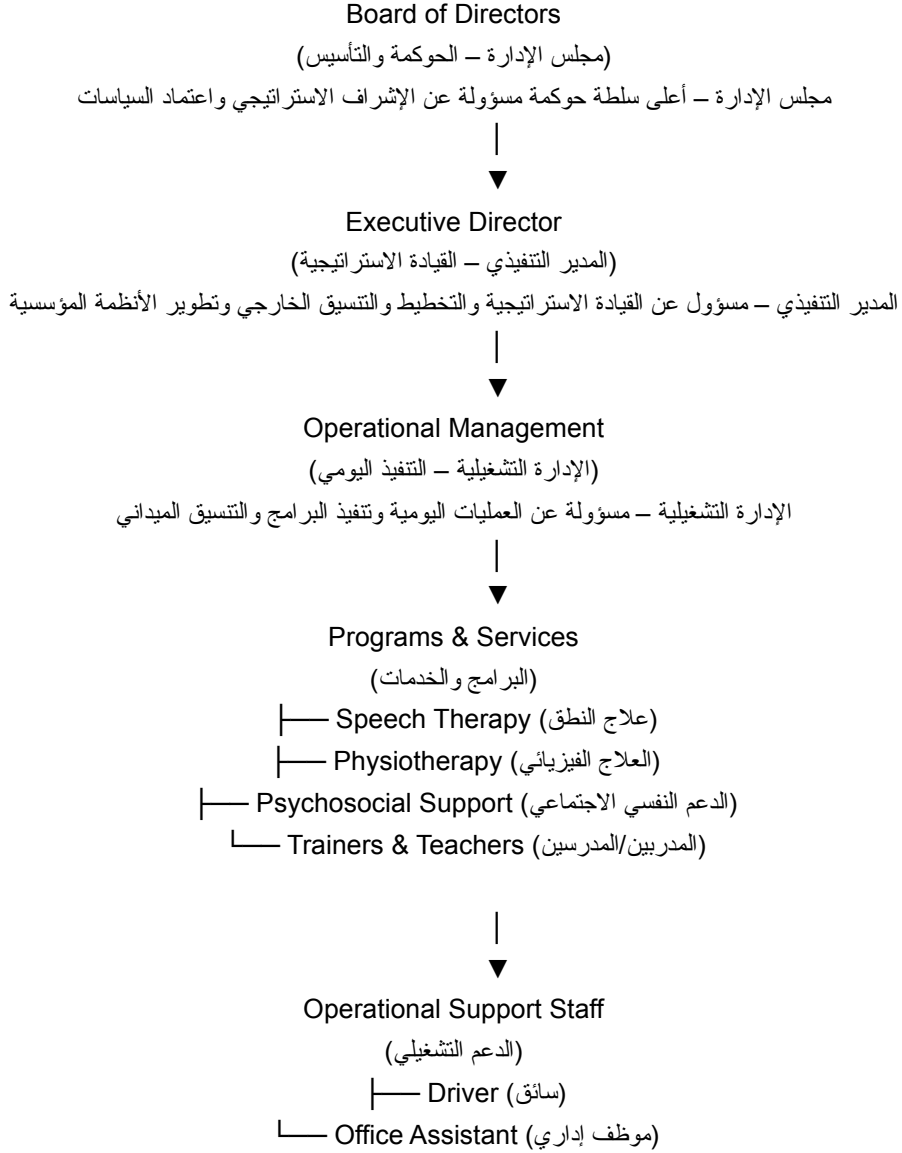 Board of Directors
(مجلس الإدارة – الحوكمة والتأسيس)
مجلس الإدارة – أعلى سلطة حوكمة مسؤولة عن الإشراف الاستراتيجي واعتماد السياسات
│
▼
Executive Director
(المدير التنفيذي – القيادة الاستراتيجية)
المدير التنفيذي – مسؤول عن القيادة الاستراتيجية والتخطيط والتنسيق الخارجي وتطوير الأنظمة المؤسسية
│
▼
Operational Management
(الإدارة التشغيلية – التنفيذ اليومي)
الإدارة التشغيلية – مسؤولة عن العمليات اليومية وتنفيذ البرامج والتنسيق الميداني
│
▼
Programs & Services
(البرامج والخدمات)
├── Speech Therapy (علاج النطق)
├── Physiotherapy (العلاج الفيزيائي)
├── Psychosocial Support (الدعم النفسي الاجتماعي)
└── Trainers & Teachers (المدربين/المدرسين)
│
▼
Operational Support Staff
(الدعم التشغيلي)
├── Driver (سائق)
└── Office Assistant (موظف إداري)